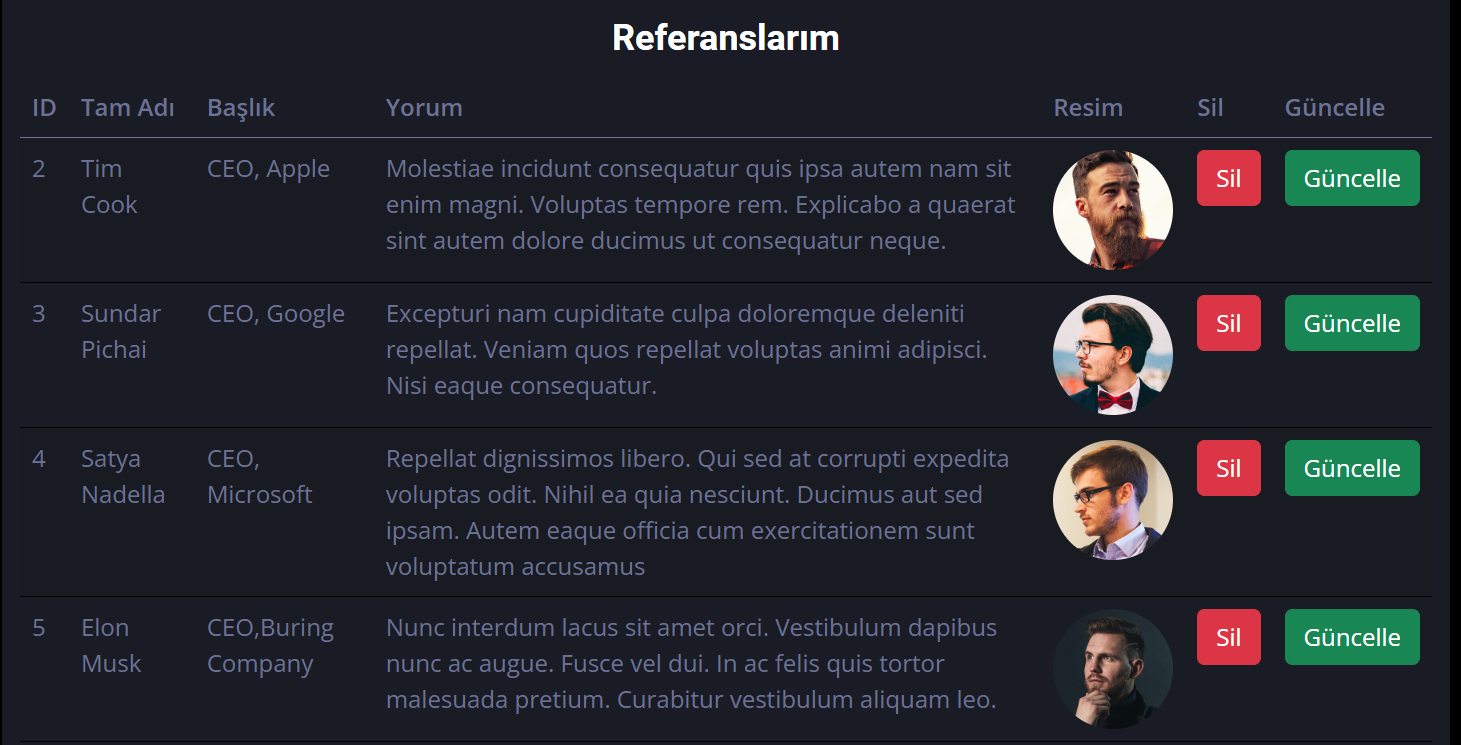 Referanslarım
ID Tam Adı Başlık Yorum Resim Sil Güncelle
2 Tim CEO, Apple Molestiae incidunt consequatur quis ipsa autem nam sit Sil Güncelle
Cook enim magni. Voluptas tempore rem. Explicabo a quaerat
sint autem dolore ducimus ut consequatur neque.
3 Sundar CEO, Google Excepturi nam cupiditate culpa doloremque deleniti Sil Güncelle
Pichai repellat. Veniam quos repellat voluptas animi adipisci.
Nisi eaque consequatur.
4 Satya CEO, Repellat dignissimos libero. Qui sed at corrupti expedita Sil Güncelle
Nadella Microsoft voluptas odit. Nihil ea quia nesciunt. Ducimus aut sed
ipsam. Autem eaque officia cum exercitationem sunt
voluptatum accusamus
5 Elon CEO,Buring Nunc interdum lacus sit amet orci. Vestibulum dapibus Sil Güncelle
Musk Company nunc ac augue. Fusce vel dui. In ac felis quis tortor
malesuada pretium. Curabitur vestibulum aliquam leo.